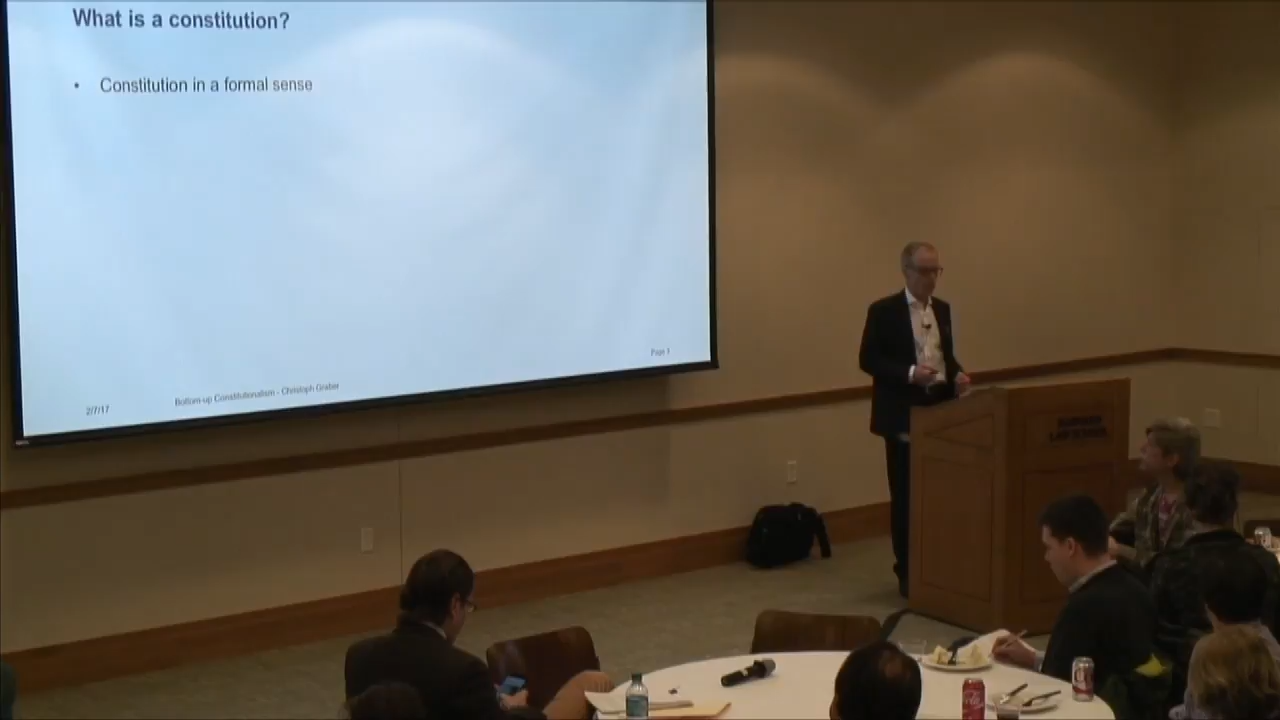 What is a constitution?
• Constitution in a formal sense
Page 1
Bottom-up Constitutionalism - Christoph Graber
2/7/17